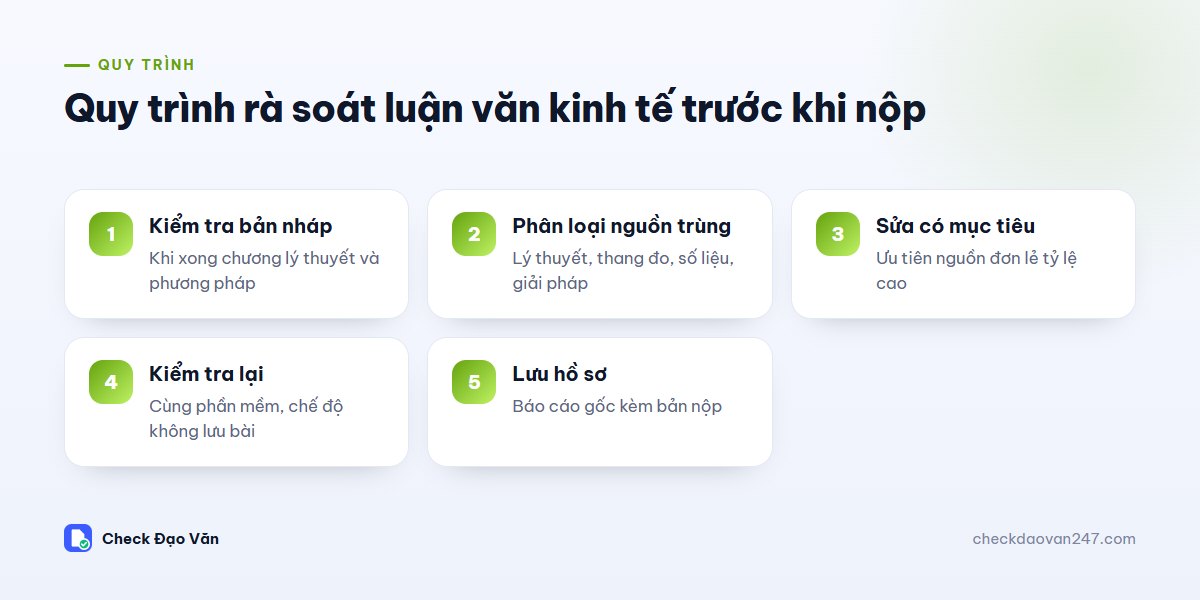 QUY TRÌNH
Quy trình rà soát luận văn kinh tế trước khi nộp
1
Kiểm tra bản nháp
Khi xong chương lý thuyết và
phương pháp
2
Phân loại nguồn trùng
Lý thuyết, thang đo, số liệu,
giải pháp
3
Sửa có mục tiêu
Ưu tiên nguồn đơn lẻ tỷ lệ
cao
4
Kiểm tra lại
Cùng phần mềm, chế độ
không lưu bài
5
Lưu hồ sơ
Báo cáo gốc kèm bản nộp
Check Đạo Văn
checkdaovan247.com